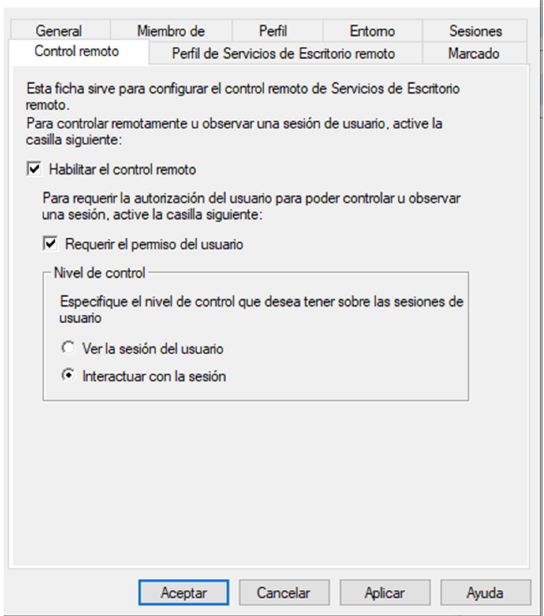 General
Miembro de
Perfil
Entorno
Sesiones
Control remoto
Perfil de Servicios de Escritorio remoto
Marcado
Esta ficha sirve para configurar el control remoto de Servicios de Escritorio
remoto.
Para controlar remotamente u observar una sesión de usuario, active la
casilla siguiente:
Habilitar el control remoto
Para requerir la autorización del usuario para poder controlar u observar
una sesión, active la casilla siguiente:
Requerir el permiso del usuario
Nivel de control
Especifique el nivel de control que desea tener sobre las sesiones de
usuario
Ver la sesión del usuario
Interactuar con la sesión
Aceptar
Cancelar
Aplicar
Ayuda